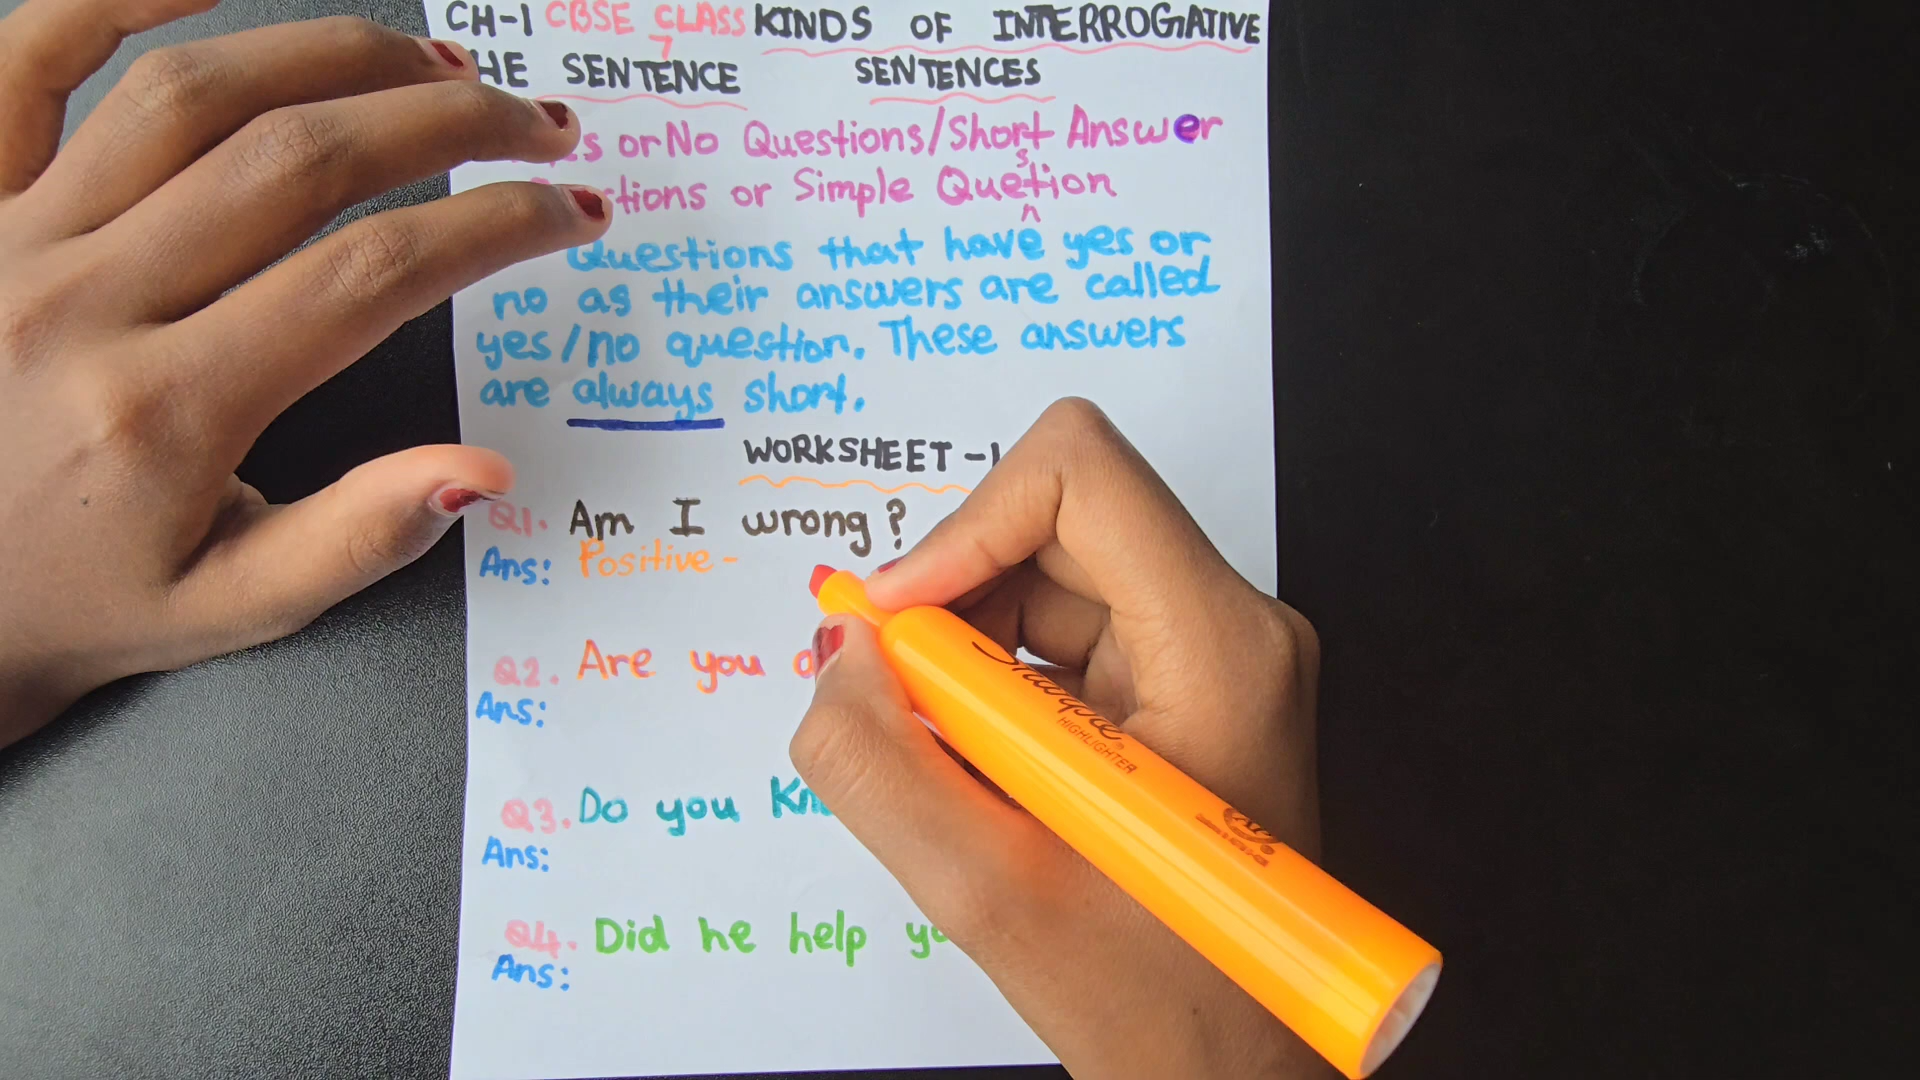 CH-1 CBSE CLASS 7 KINDS OF INTERROGATIVE
HE SENTENCE SENTENCES
or No Questions/Short Answer
or Simple Question
Questions that have yes or
no as their answers are called
yes/no question. These answers
are always short.
WORKSHEET-1
Q1. Am I wrong?
Ans: Positive -
Q2. Are you
Ans:
Q3. Do you
Ans:
Q4. Did he help
Ans:
Sharpie
HIGHLIGHTER